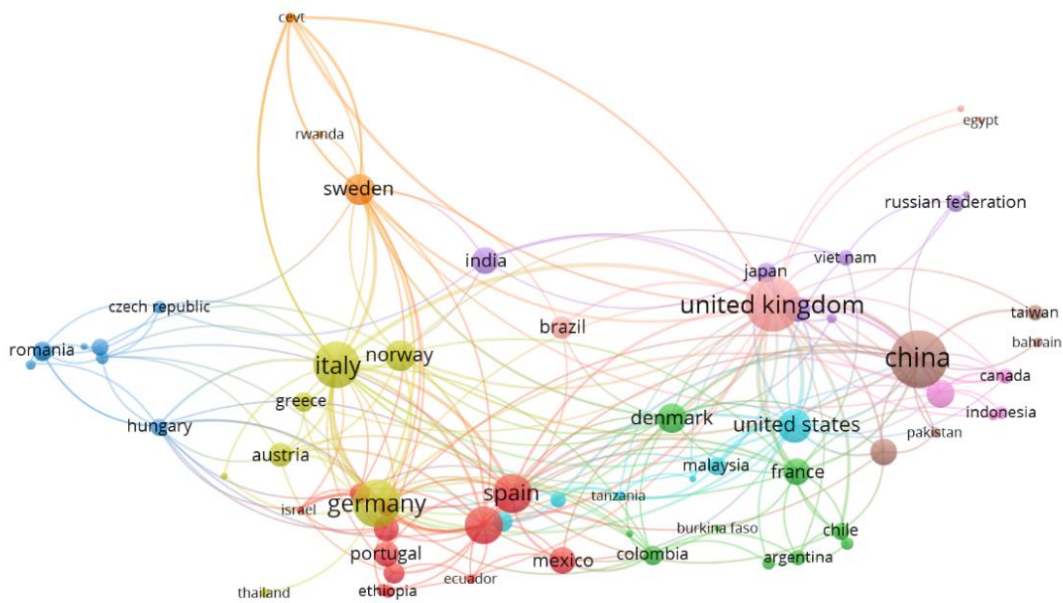 cevt
egypt
rwanda
sweden
russian federation
india
japan
viet nam
czech republic
united kingdom
taiwan
brazil
romania
italy
norway
china
bahrain
canada
greece
denmark
united states
indonesia
hungary
pakistan
austria
malaysia
france
spain
tanzania
israel
germany
burkina faso
chile
portugal
mexico
colombia
argentina
ecuador
thailand
ethiopia